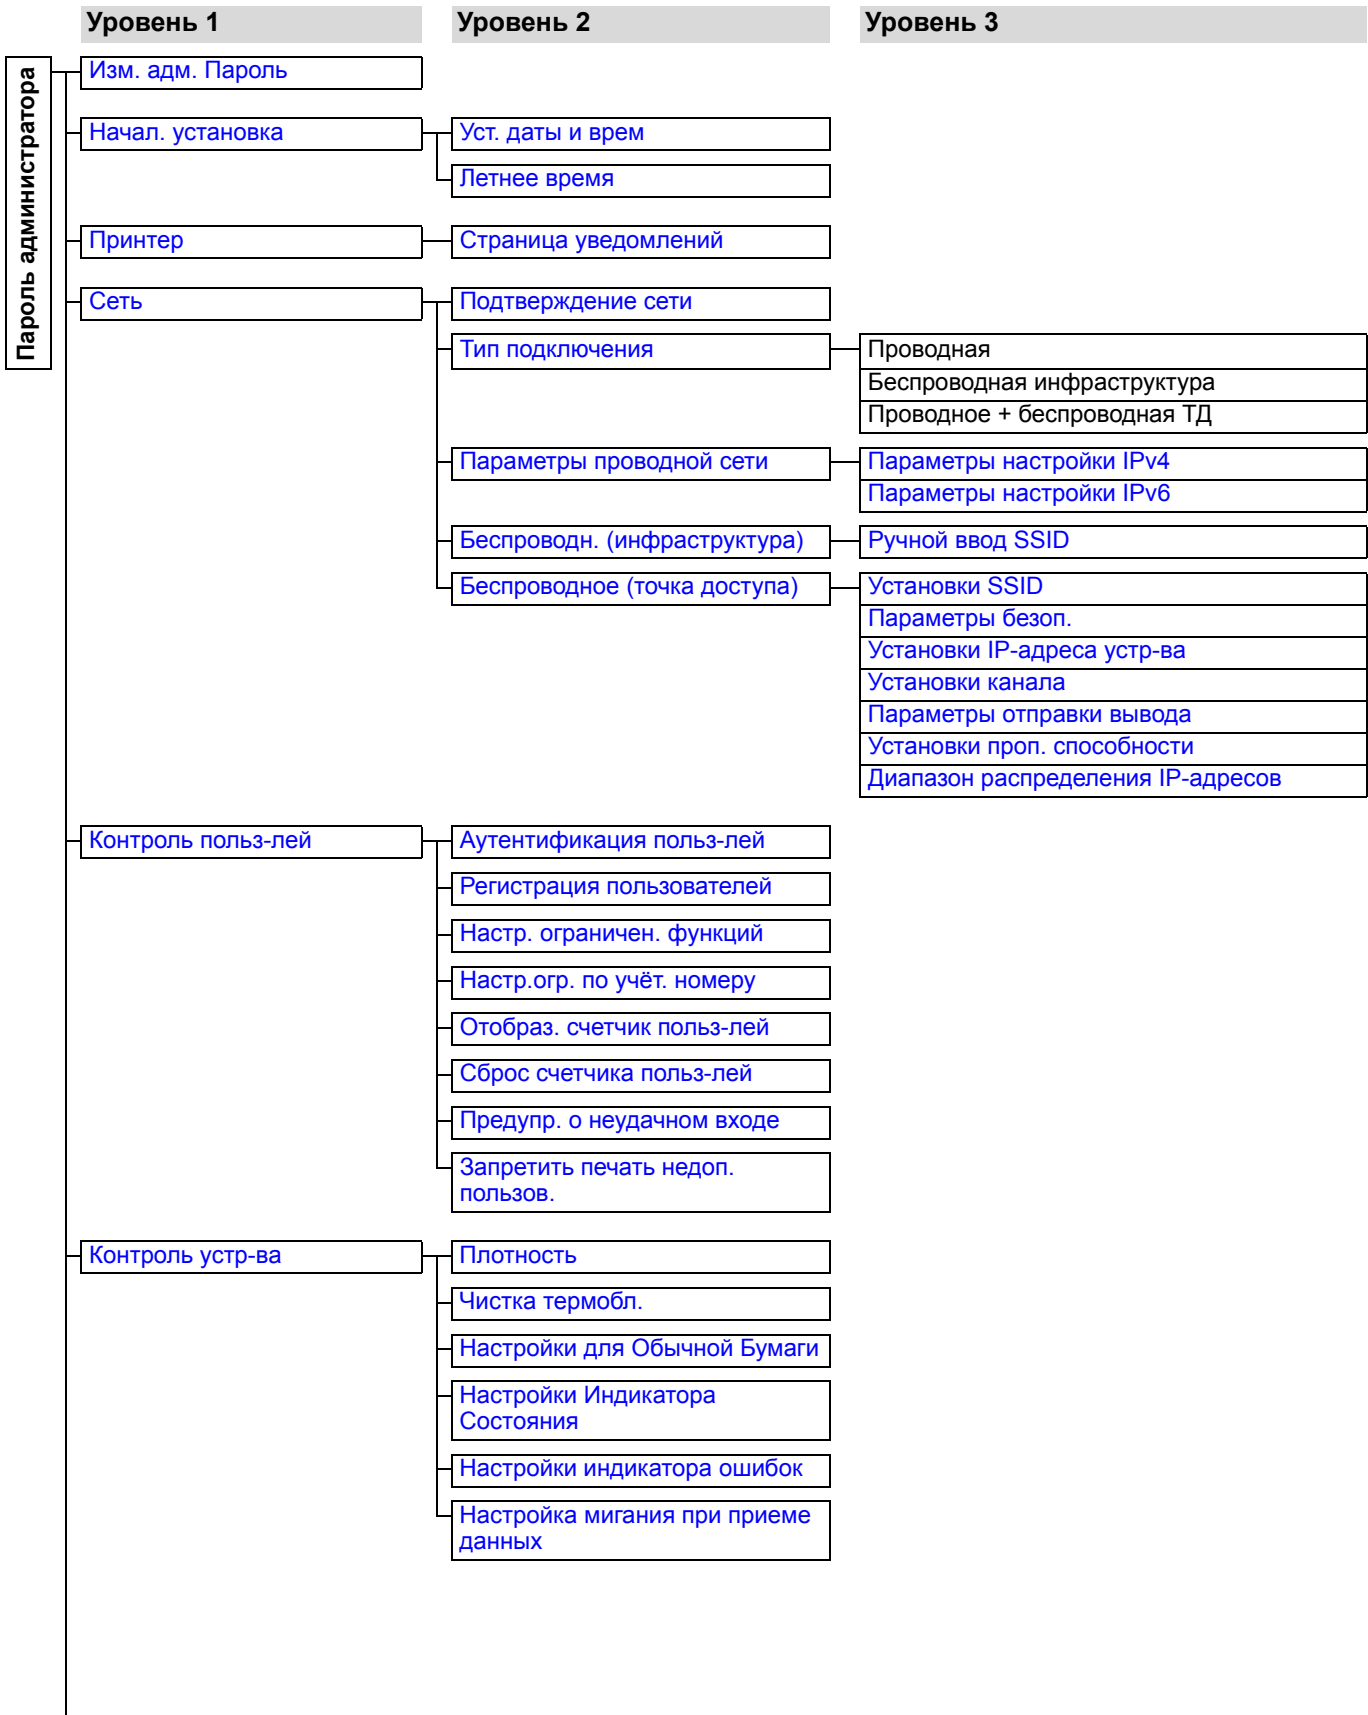 Уровень 1
Уровень 2
Уровень 3
Пароль администратора
Изм. адм. Пароль
Начал. установка
Уст. даты и врем
Летнее время
Принтер
Страница уведомлений
Сеть
Подтверждение сети
Тип подключения
Проводная
Беспроводная инфраструктура
Проводное + беспроводная ТД
Параметры проводной сети
Параметры настройки IPv4
Параметры настройки IPv6
Беспроводн. (инфраструктура)
Ручной ввод SSID
Беспроводное (точка доступа)
Установки SSID
Параметры безоп.
Установки IP-адреса устр-ва
Установки канала
Параметры отправки вывода
Установки проп. способности
Диапазон распределения IP-адресов
Контроль польз-лей
Аутентификация польз-лей
Регистрация пользователей
Настр. ограничен. функций
Настр.огр. по учёт. номеру
Отобраз. счетчик польз-лей
Сброс счетчика польз-лей
Предупр. о неудачном входе
Запретить печать недоп.
пользов.
Контроль устр-ва
Плотность
Чистка термобл.
Настройки для Обычной Бумаги
Настройки Индикатора
Состояния
Настройки индикатора ошибок
Настройка мигания при приеме
данных